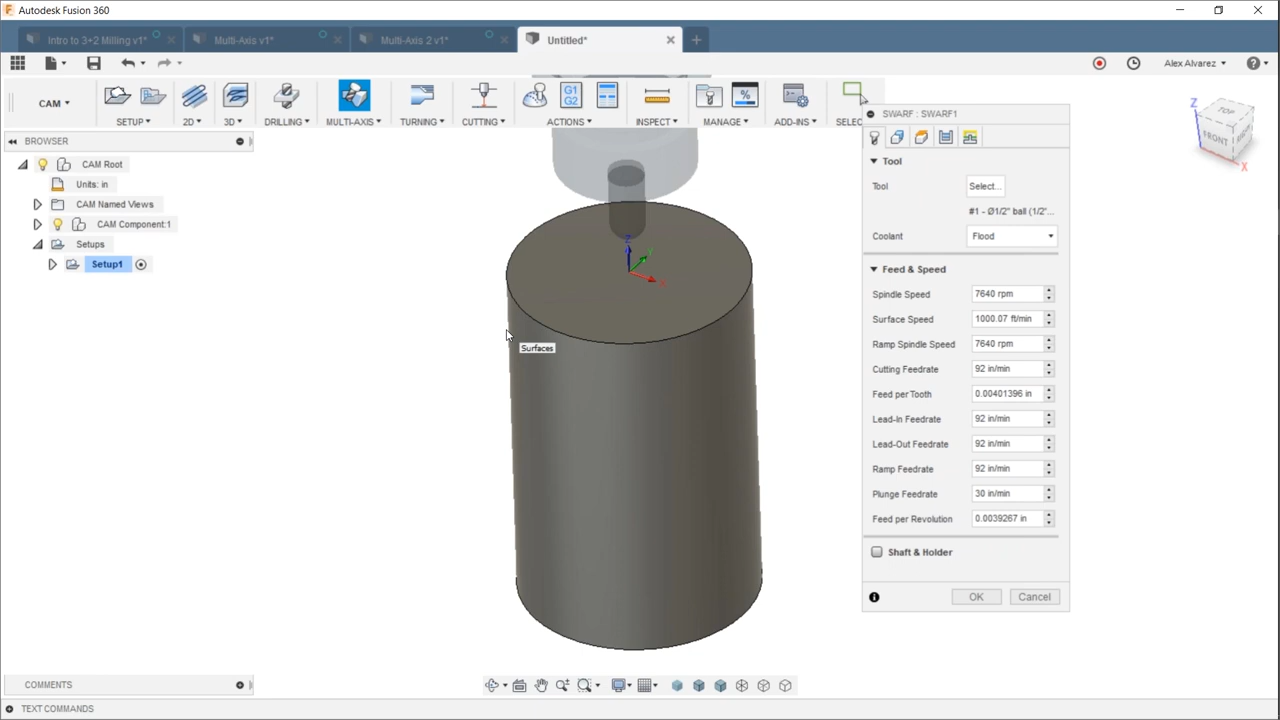 Autodesk Fusion 360
Intro to 3+2 Milling v1*
Multi-Axis v1*
Multi-Axis 2 v1*
Untitled*
Alex Alvarez
CAM
SETUP
2D
3D
DRILLING
MULTI-AXIS
TURNING
CUTTING
G1
G2
ACTIONS
INSPECT
%
MANAGE
ADD-INS
SELEC
BROWSER
CAM Root
Units: in
CAM Named Views
CAM Component:1
Setups
Setup1
Z
TOP
FRONT
X
Z
Y
X
Surfaces
SWARF : SWARF1
Tool
Tool Select...
#1 - Ø1/2" ball (1/2"...
Coolant Flood
Feed & Speed
Spindle Speed 7640 rpm
Surface Speed 1000.07 ft/min
Ramp Spindle Speed 7640 rpm
Cutting Feedrate 92 in/min
Feed per Tooth 0.00401396 in
Lead-In Feedrate 92 in/min
Lead-Out Feedrate 92 in/min
Ramp Feedrate 92 in/min
Plunge Feedrate 30 in/min
Feed per Revolution 0.0039267 in
Shaft & Holder
OK Cancel
COMMENTS
TEXT COMMANDS